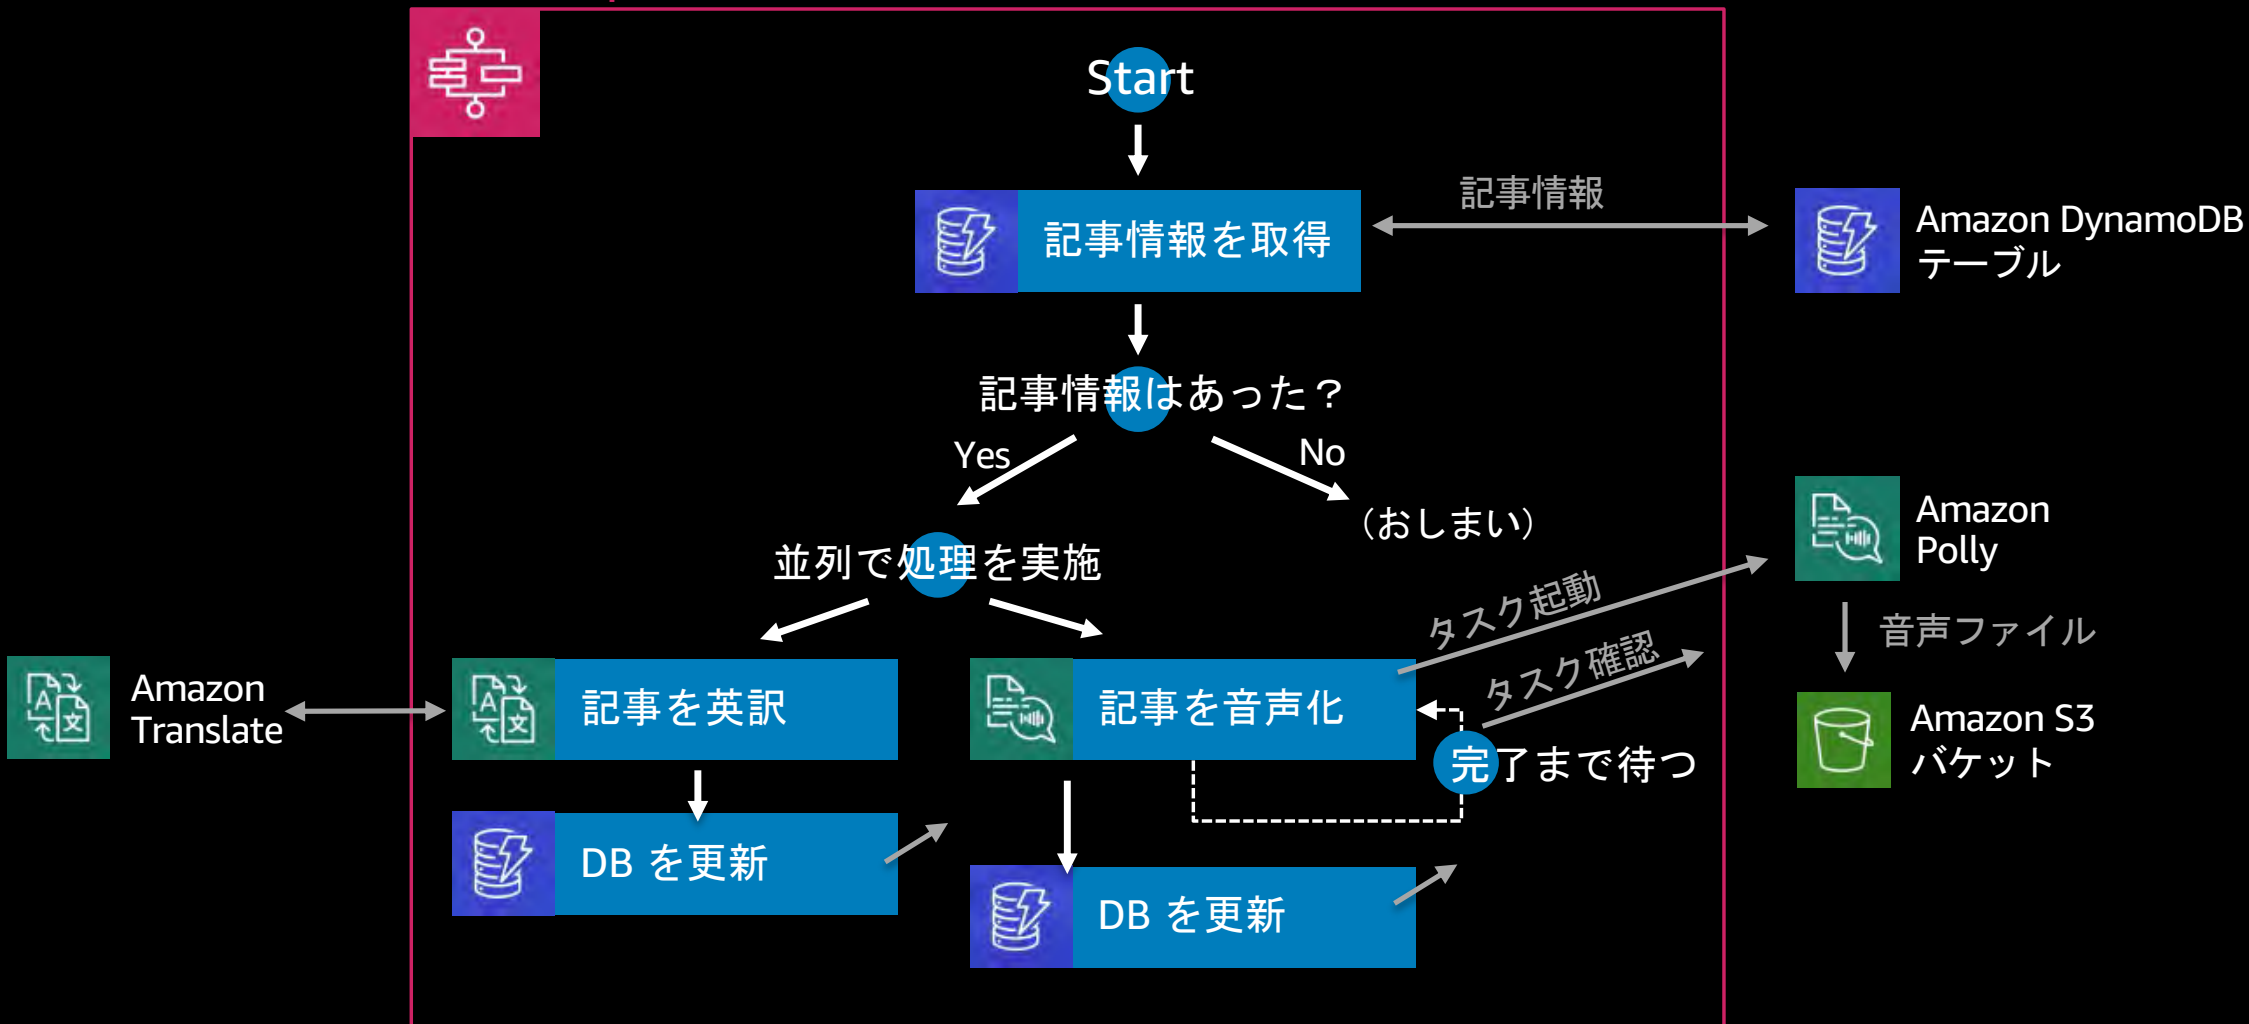 Start
記事情報を取得
記事情報
Amazon DynamoDB
テーブル
記事情報はあった？
Yes
No
（おしまい）
並列で処理を実施
Amazon
Polly
タスク起動
タスク確認
音声ファイル
Amazon
Translate
記事を英訳
記事を音声化
完了まで待つ
Amazon S3
バケット
DB を更新
DB を更新